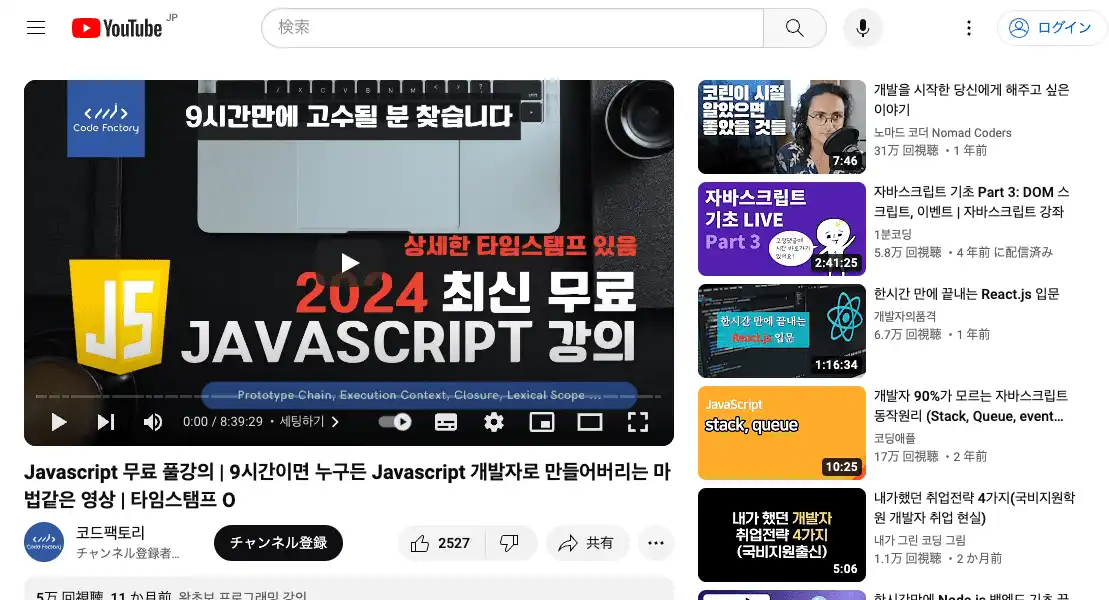 YouTube JP
検索
ログイン
Code Factory
9시간만에 고수될 분 찾습니다
상세한 타임스탬프 있음
2024 최신 무료
JAVASCRIPT 강의
JS
Prototype Chain, Execution Context, Closure, Lexical Scope ...
0:00 / 8:39:29 • 세팅하기
Javascript 무료 풀강의 | 9시간이면 누구든 Javascript 개발자로 만들어버리는 마
법같은 영상 | 타임스탬프 O
Code Factory
코드팩토리
チャンネル登録者...
チャンネル登録
2527
共有
5万 回視聴 11 か月前 왕초보 프로그래밍 강의
코린이 시절
알았으면
좋았을 것들
7:46
개발을 시작한 당신에게 해주고 싶은
이야기
노마드 코더 Nomad Coders
31万 回視聴 • 1 年前
자바스크립트
기초 LIVE
Part 3
2:41:25
자바스크립트 기초 Part 3: DOM 스
크립트, 이벤트 | 자바스크립트 강좌
1분코딩
5.8万 回視聴 • 4 年前 に配信済み
한시간 만에 끝내는
React.js 입문
1:16:34
한시간 만에 끝내는 React.js 입문
개발자의품격
6.7万 回視聴 • 1 年前
JavaScript
stack, queue
10:25
개발자 90%가 모르는 자바스크립트
동작원리 (Stack, Queue, event...
코딩애플
17万 回視聴 • 2 年前
내가 했던 개발자
취업전략 4가지
(국비지원출신)
5:06
내가했던 취업전략 4가지(국비지원학
원 개발자 취업 현실)
내가 그린 코딩 그림
1.1万 回視聴 • 2 か月前
한시간만에 Node.js 백엔드 기초 끝